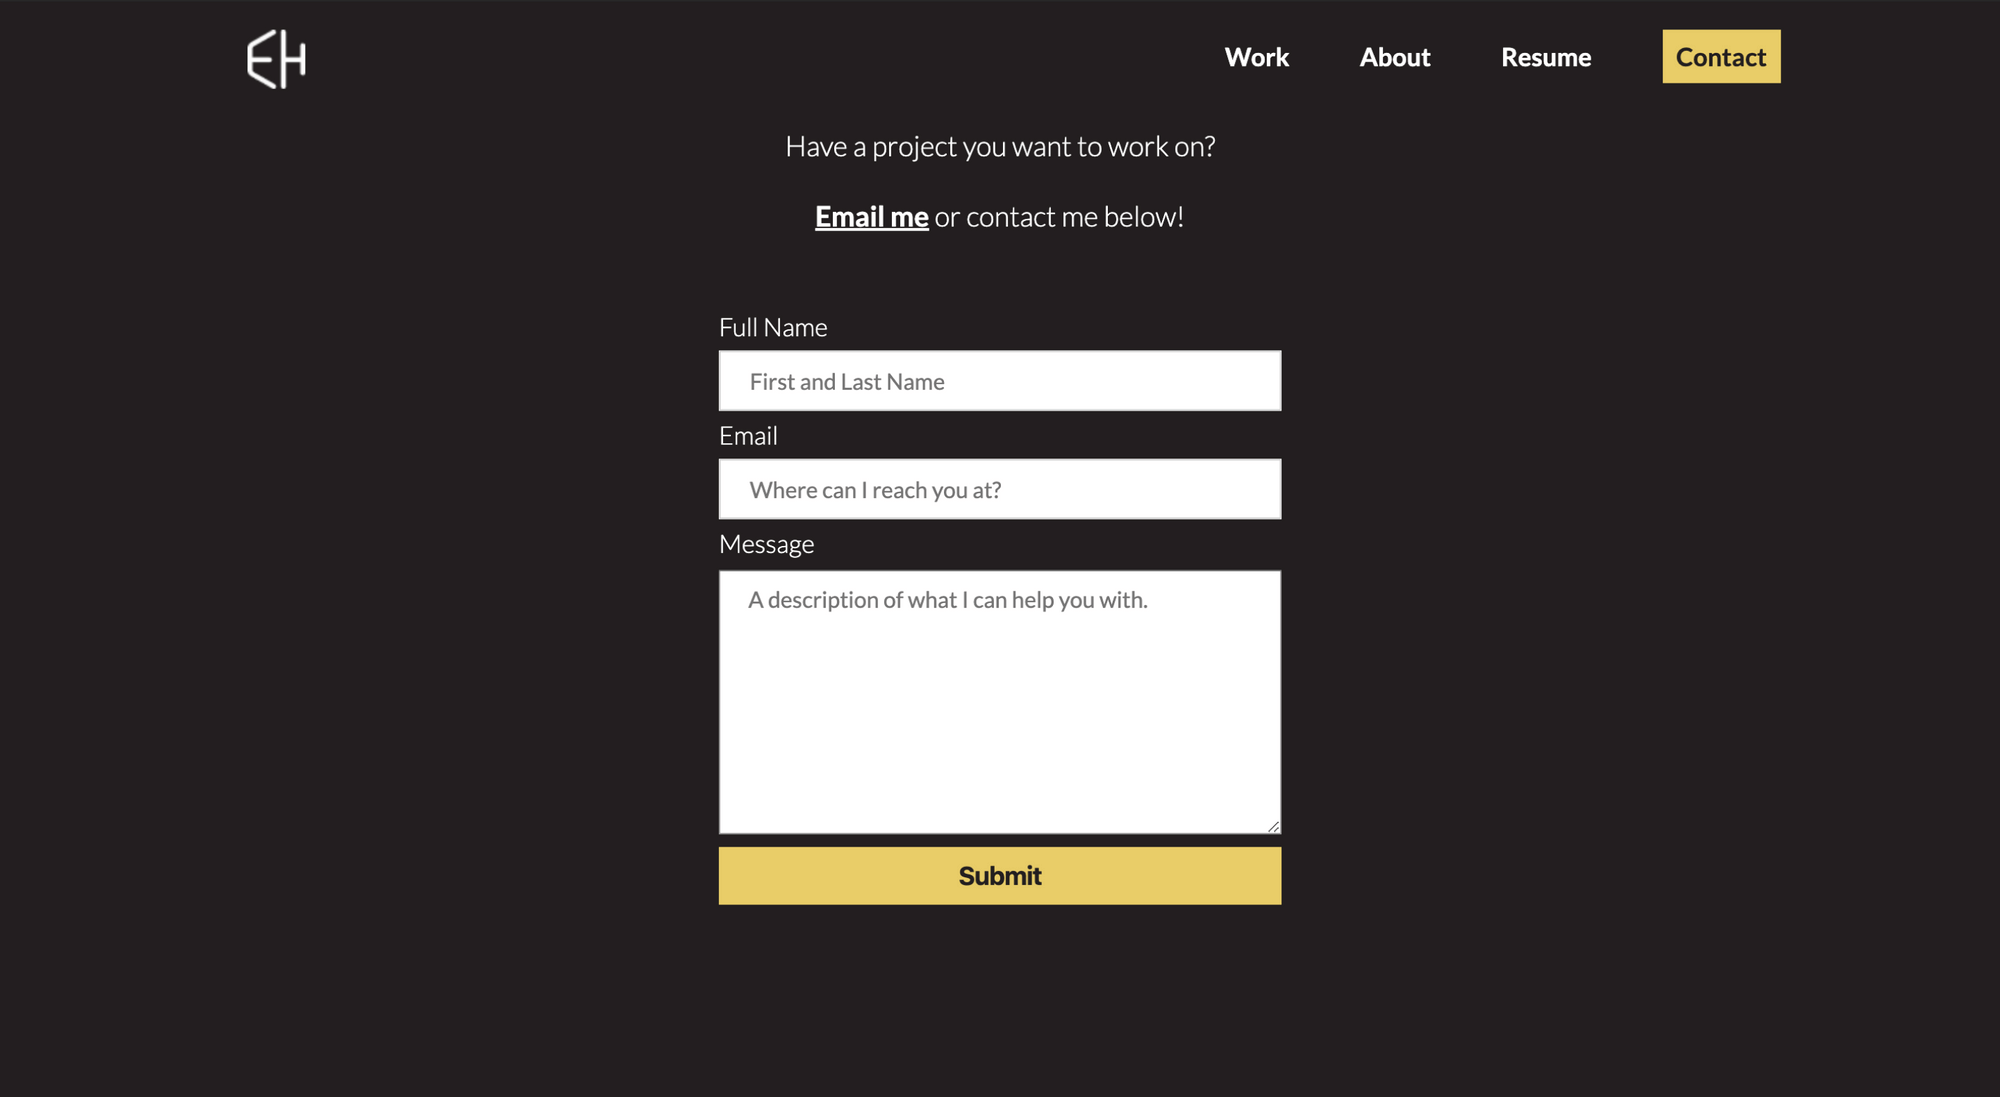 EH
Work About Resume Contact
Have a project you want to work on?
Email me or contact me below!
Full Name
First and Last Name
Email
Where can I reach you at?
Message
A description of what I can help you with.
Submit